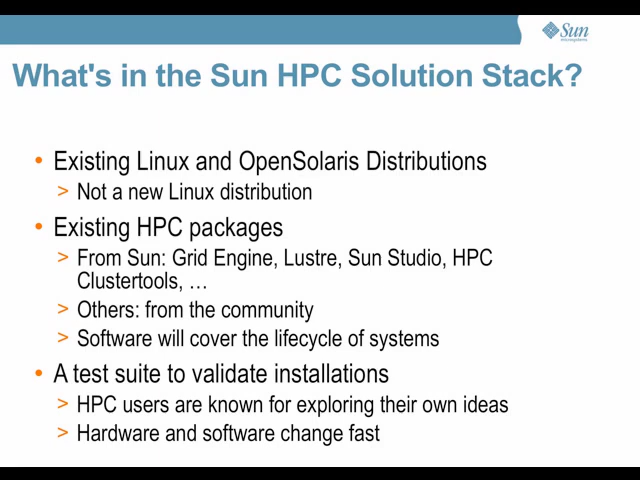 Sun
microsystems
What's in the Sun HPC Solution Stack?
• Existing Linux and OpenSolaris Distributions
> Not a new Linux distribution
• Existing HPC packages
> From Sun: Grid Engine, Lustre, Sun Studio, HPC
Clustertools, …
> Others: from the community
> Software will cover the lifecycle of systems
• A test suite to validate installations
> HPC users are known for exploring their own ideas
> Hardware and software change fast